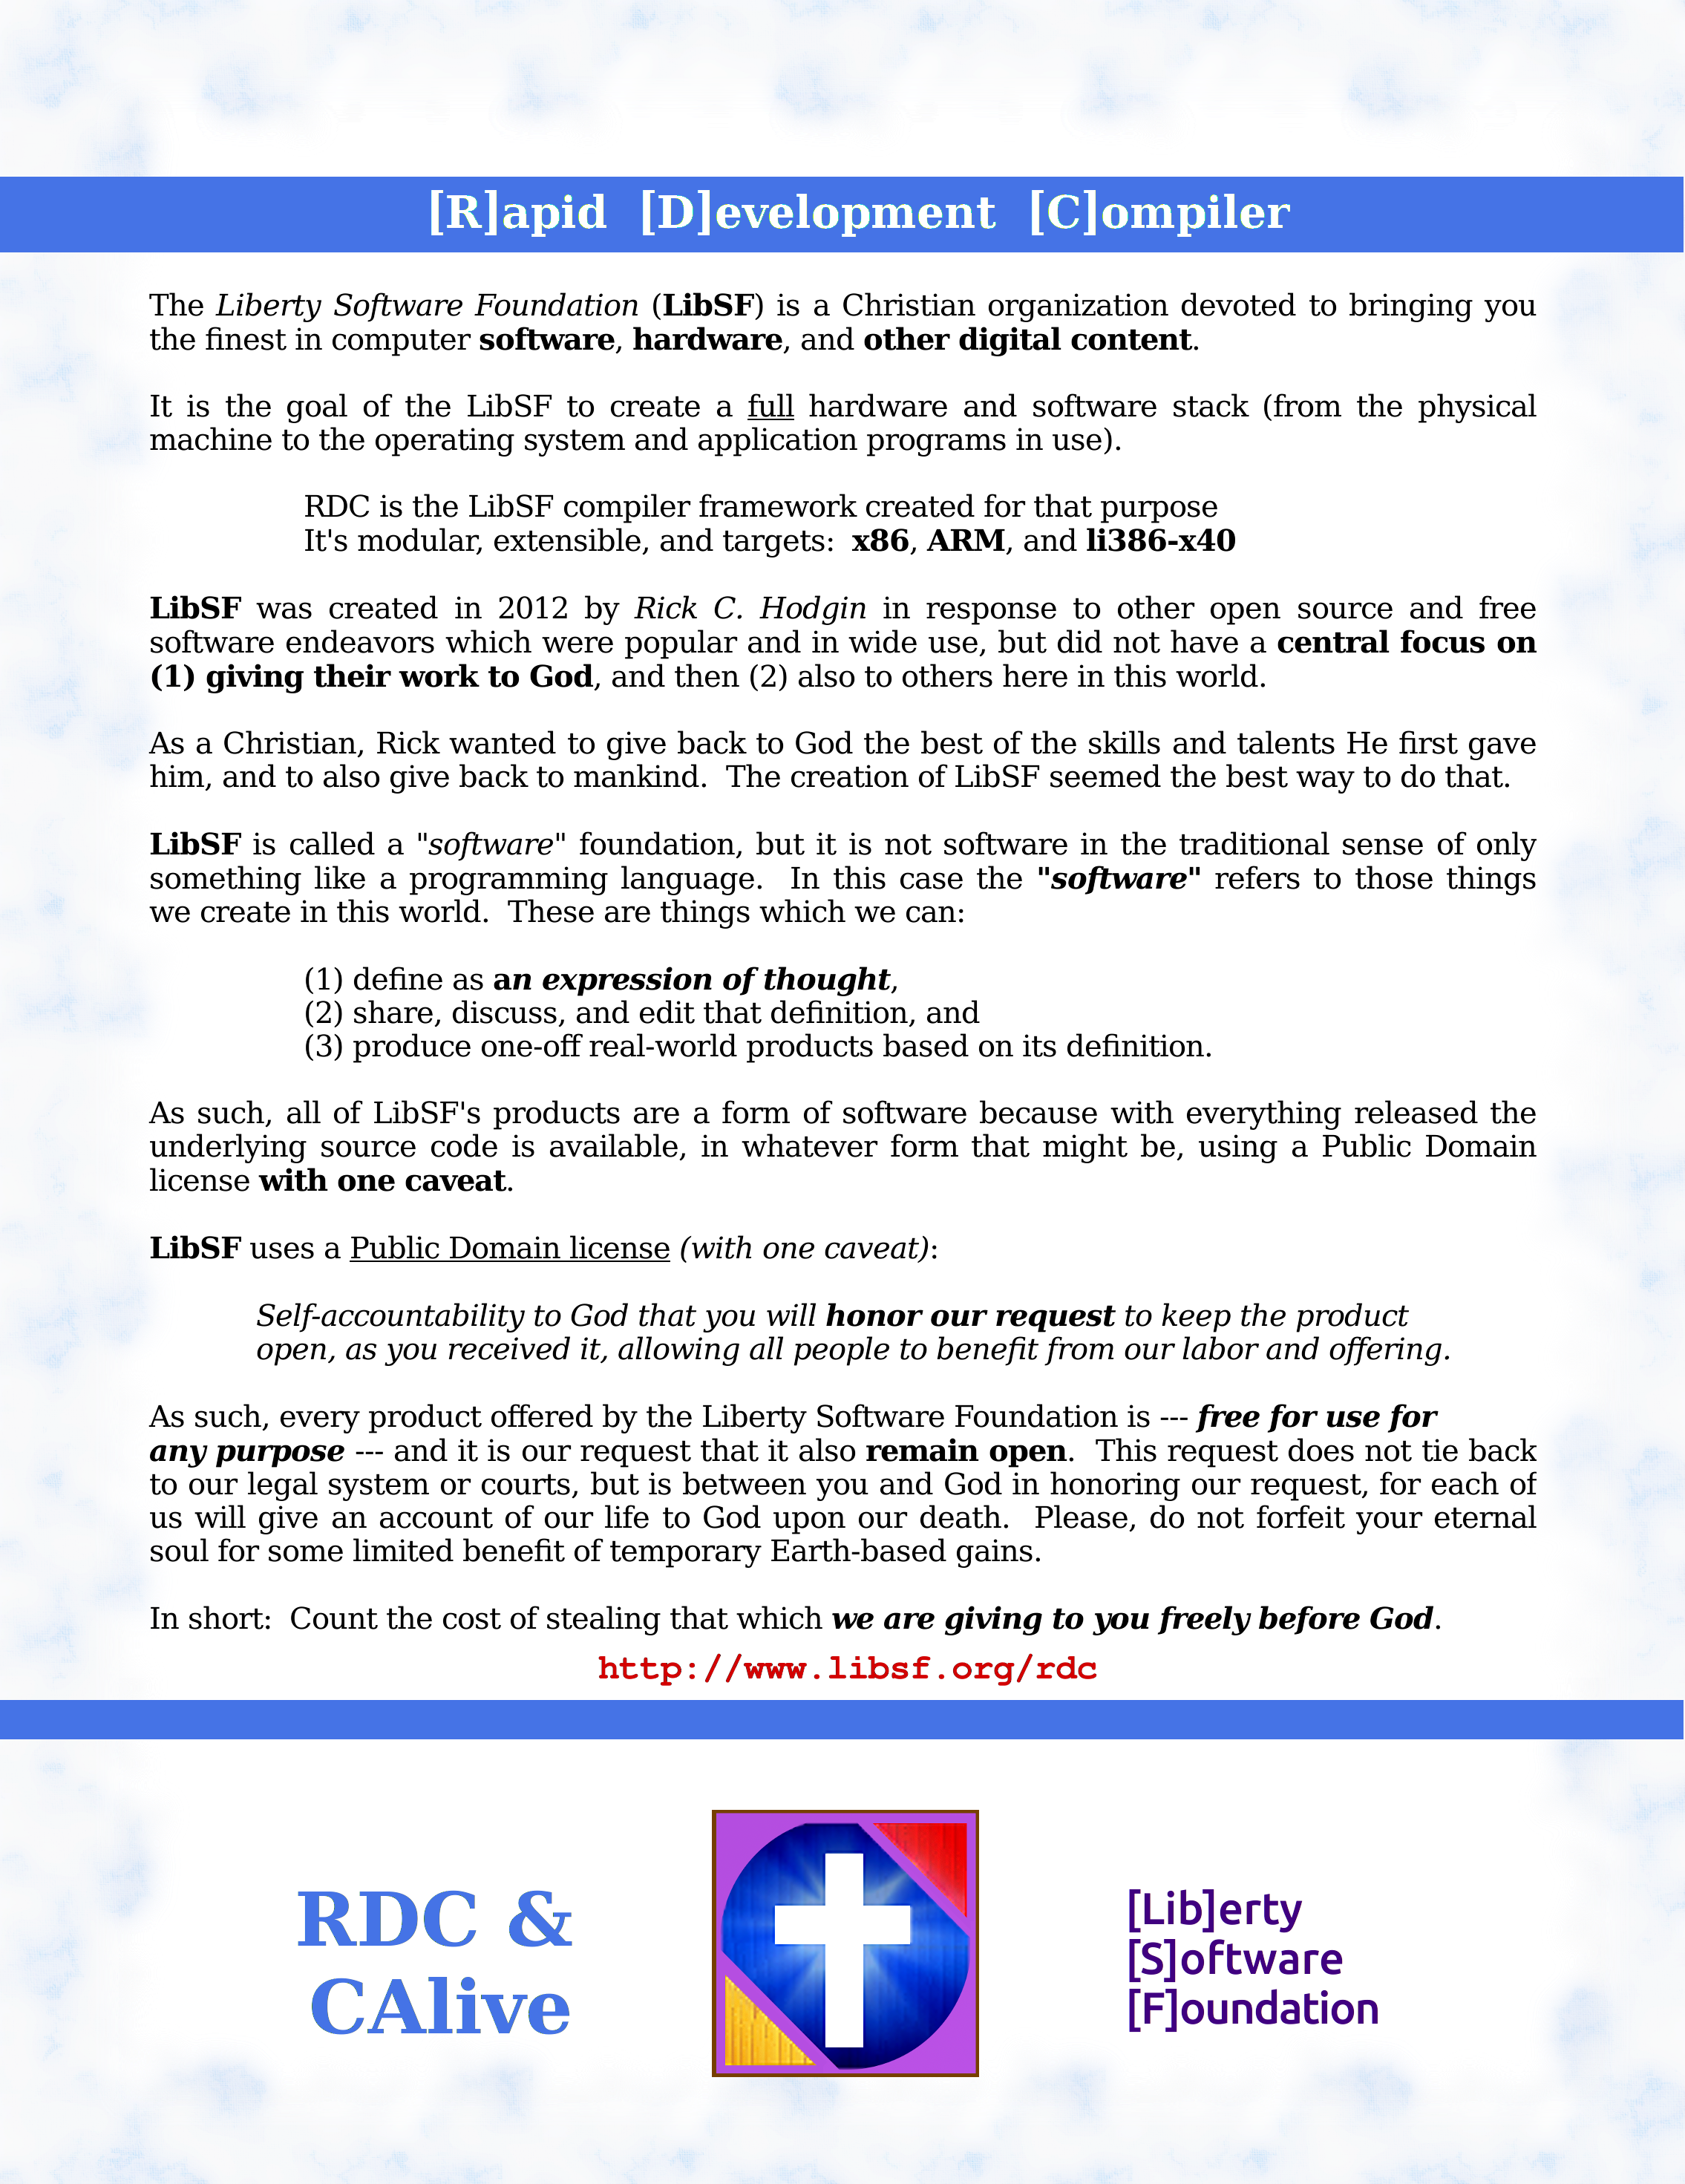 [R]apid [D]evelopment [C]ompiler
The Liberty Software Foundation (LibSF) is a Christian organization devoted to bringing you
the finest in computer software, hardware, and other digital content.
It is the goal of the LibSF to create a full hardware and software stack (from the physical
machine to the operating system and application programs in use).
RDC is the LibSF compiler framework created for that purpose
It's modular, extensible, and targets: x86, ARM, and li386-x40
LibSF was created in 2012 by Rick C. Hodgin in response to other open source and free
software endeavors which were popular and in wide use, but did not have a central focus on
(1) giving their work to God, and then (2) also to others here in this world.
As a Christian, Rick wanted to give back to God the best of the skills and talents He first gave
him, and to also give back to mankind. The creation of LibSF seemed the best way to do that.
LibSF is called a "software" foundation, but it is not software in the traditional sense of only
something like a programming language. In this case the "software" refers to those things
we create in this world. These are things which we can:
(1) define as an expression of thought,
(2) share, discuss, and edit that definition, and
(3) produce one-off real-world products based on its definition.
As such, all of LibSF's products are a form of software because with everything released the
underlying source code is available, in whatever form that might be, using a Public Domain
license with one caveat.
LibSF uses a Public Domain license (with one caveat):
Self-accountability to God that you will honor our request to keep the product
open, as you received it, allowing all people to benefit from our labor and offering.
As such, every product offered by the Liberty Software Foundation is --- free for use for
any purpose --- and it is our request that it also remain open. This request does not tie back
to our legal system or courts, but is between you and God in honoring our request, for each of
us will give an account of our life to God upon our death. Please, do not forfeit your eternal
soul for some limited benefit of temporary Earth-based gains.
In short: Count the cost of stealing that which we are giving to you freely before God.
http://www.libsf.org/rdc
RDC &
CAlive
[Lib]erty
[S]oftware
[F]oundation